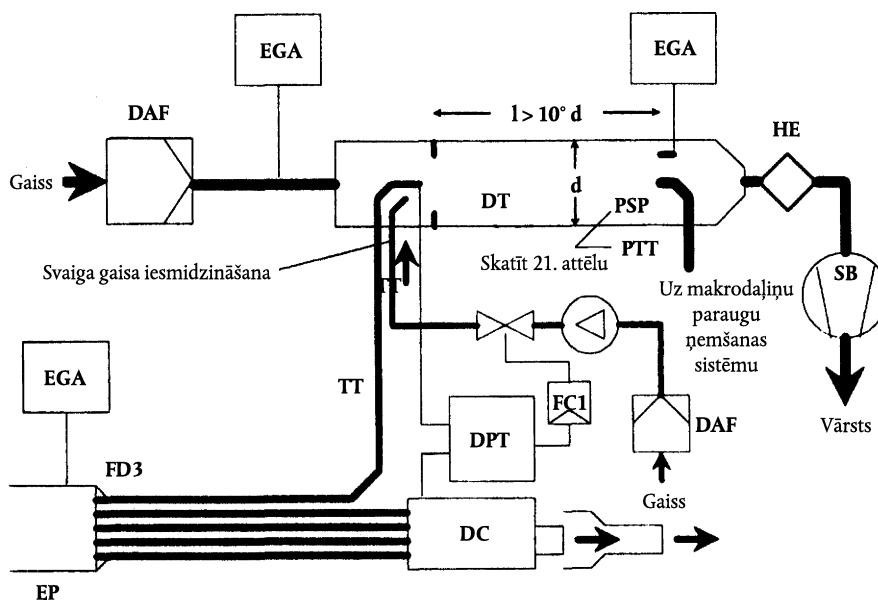 EGA
EGA
DAF
l > 10° d
HE
Gaiss
d
DT
PSP
PTT
SB
Svaiga gaisa iesmidzināšana
Skatīt 21. attēlu
TT
Uz makrodaļiņu
paraugu
ņemšanas
sistēmu
EGA
TT
FC1
DAF
Vārsts
DPT
FD3
Gaiss
DC
EP